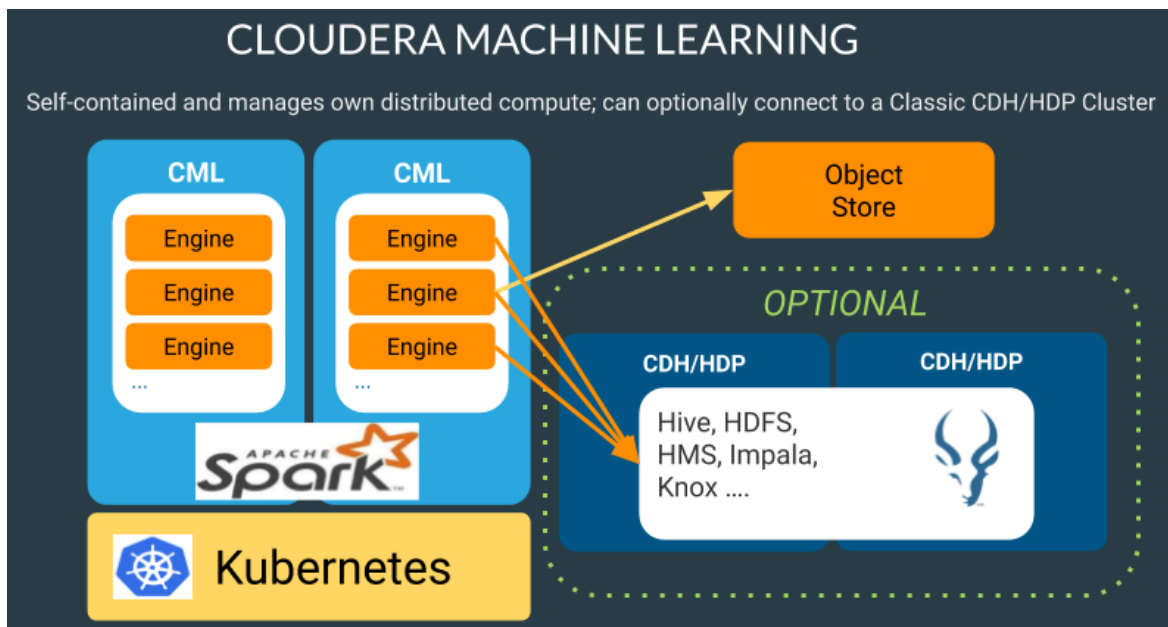 CLOUDERA MACHINE LEARNING
Self-contained and manages own distributed compute; can optionally connect to a Classic CDH/HDP Cluster
CML
Engine
Engine
Engine
...
CML
Engine
Engine
Engine
...
APACHE
Spark™
Kubernetes
Object
Store
OPTIONAL
CDH/HDP
CDH/HDP
Hive, HDFS,
HMS, Impala,
Knox ....